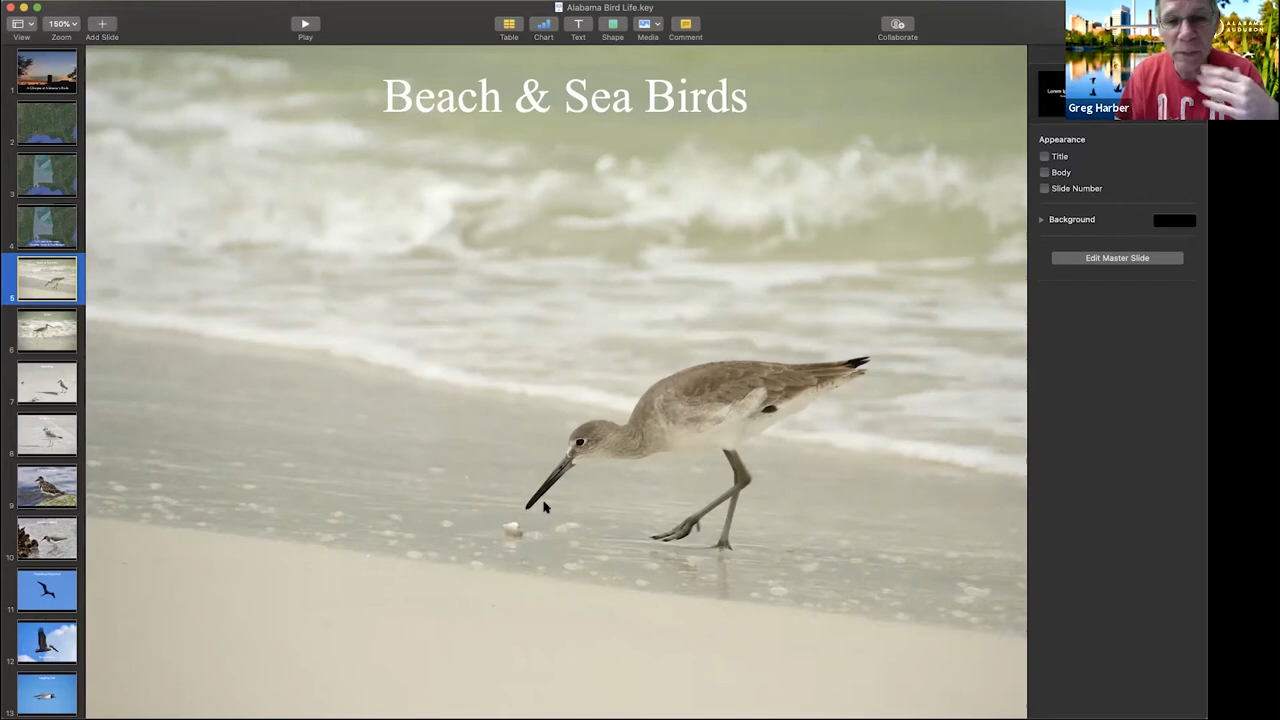 Alabama Bird Life.key
150%
View
Zoom
Add Slide
Play
Table
Chart
Text
Shape
Media
Comment
Collaborate
Beach & Sea Birds
ALABAMA
AUDUBON
Greg Harber
Appearance
Title
Body
Slide Number
Background
Edit Master Slide
1
2
3
4
5
6
7
8
9
10
11
12
13